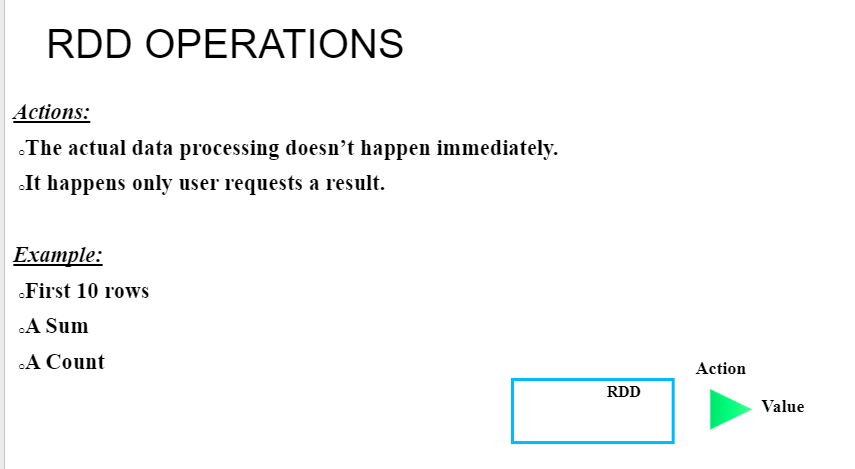 RDD OPERATIONS
Actions:
○The actual data processing doesn’t happen immediately.
○It happens only user requests a result.
Example:
○First 10 rows
○A Sum
○A Count
Action
RDD
Value